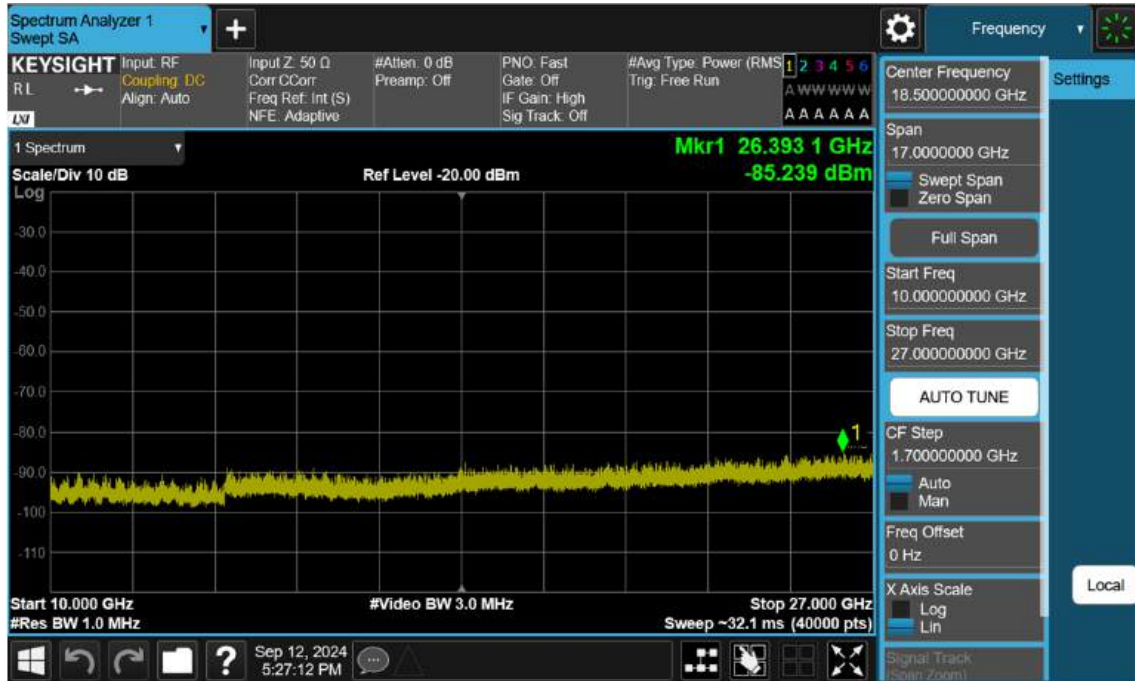 Spectrum Analyzer 1
Swept SA
+
Frequency
KEYSIGHT
RL
LXI
Input: RF
Coupling: DC
Align: Auto
Input Z: 50 Ω
Corr CCorr
Freq Ref: Int (S)
NFE: Adaptive
#Atten: 0 dB
Preamp: Off
PNO: Fast
Gate: Off
IF Gain: High
Sig Track: Off
#Avg Type: Power (RMS
Trig: Free Run
1 2 3 4 5 6
A W W W W W
A A A A A A
1 Spectrum
Scale/Div 10 dB
Ref Level -20.00 dBm
Mkr1 26.393 1 GHz
-85.239 dBm
Log
-30.0
-40.0
-50.0
-60.0
-70.0
-80.0
1
-90.0
-100
-110
Start 10.000 GHz
#Video BW 3.0 MHz
Stop 27.000 GHz
#Res BW 1.0 MHz
Sweep ~32.1 ms (40000 pts)
?
Sep 12, 2024
5:27:12 PM
Center Frequency
18.500000000 GHz
Span
17.0000000 GHz
Swept Span
Zero Span
Full Span
Start Freq
10.000000000 GHz
Stop Freq
27.000000000 GHz
AUTO TUNE
CF Step
1.700000000 GHz
Auto
Man
Freq Offset
0 Hz
X Axis Scale
Log
Lin
Signal Track
(Span Zoom)
Settings
Local